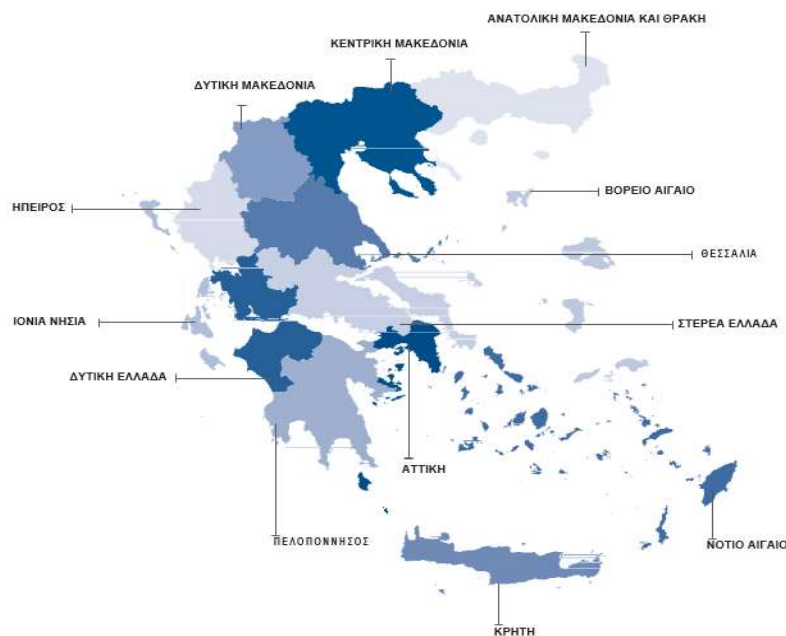 ΑΝΑΤΟΛΙΚΗ ΜΑΚΕΔΟΝΙΑ ΚΑΙ ΘΡΑΚΗ
ΚΕΝΤΡΙΚΗ ΜΑΚΕΔΟΝΙΑ
ΔΥΤΙΚΗ ΜΑΚΕΔΟΝΙΑ
ΒΟΡΕΙΟ ΑΙΓΑΙΟ
ΗΠΕΙΡΟΣ
ΘΕΣΣΑΛΙΑ
ΙΟΝΙΑ ΝΗΣΙΑ
ΣΤΕΡΕΑ ΕΛΛΑΔΑ
ΔΥΤΙΚΗ ΕΛΛΑΔΑ
ΑΤΤΙΚΗ
ΠΕΛΟΠΟΝΝΗΣΟΣ
ΝΟΤΙΟ ΑΙΓΑΙΟ
ΚΡΗΤΗ